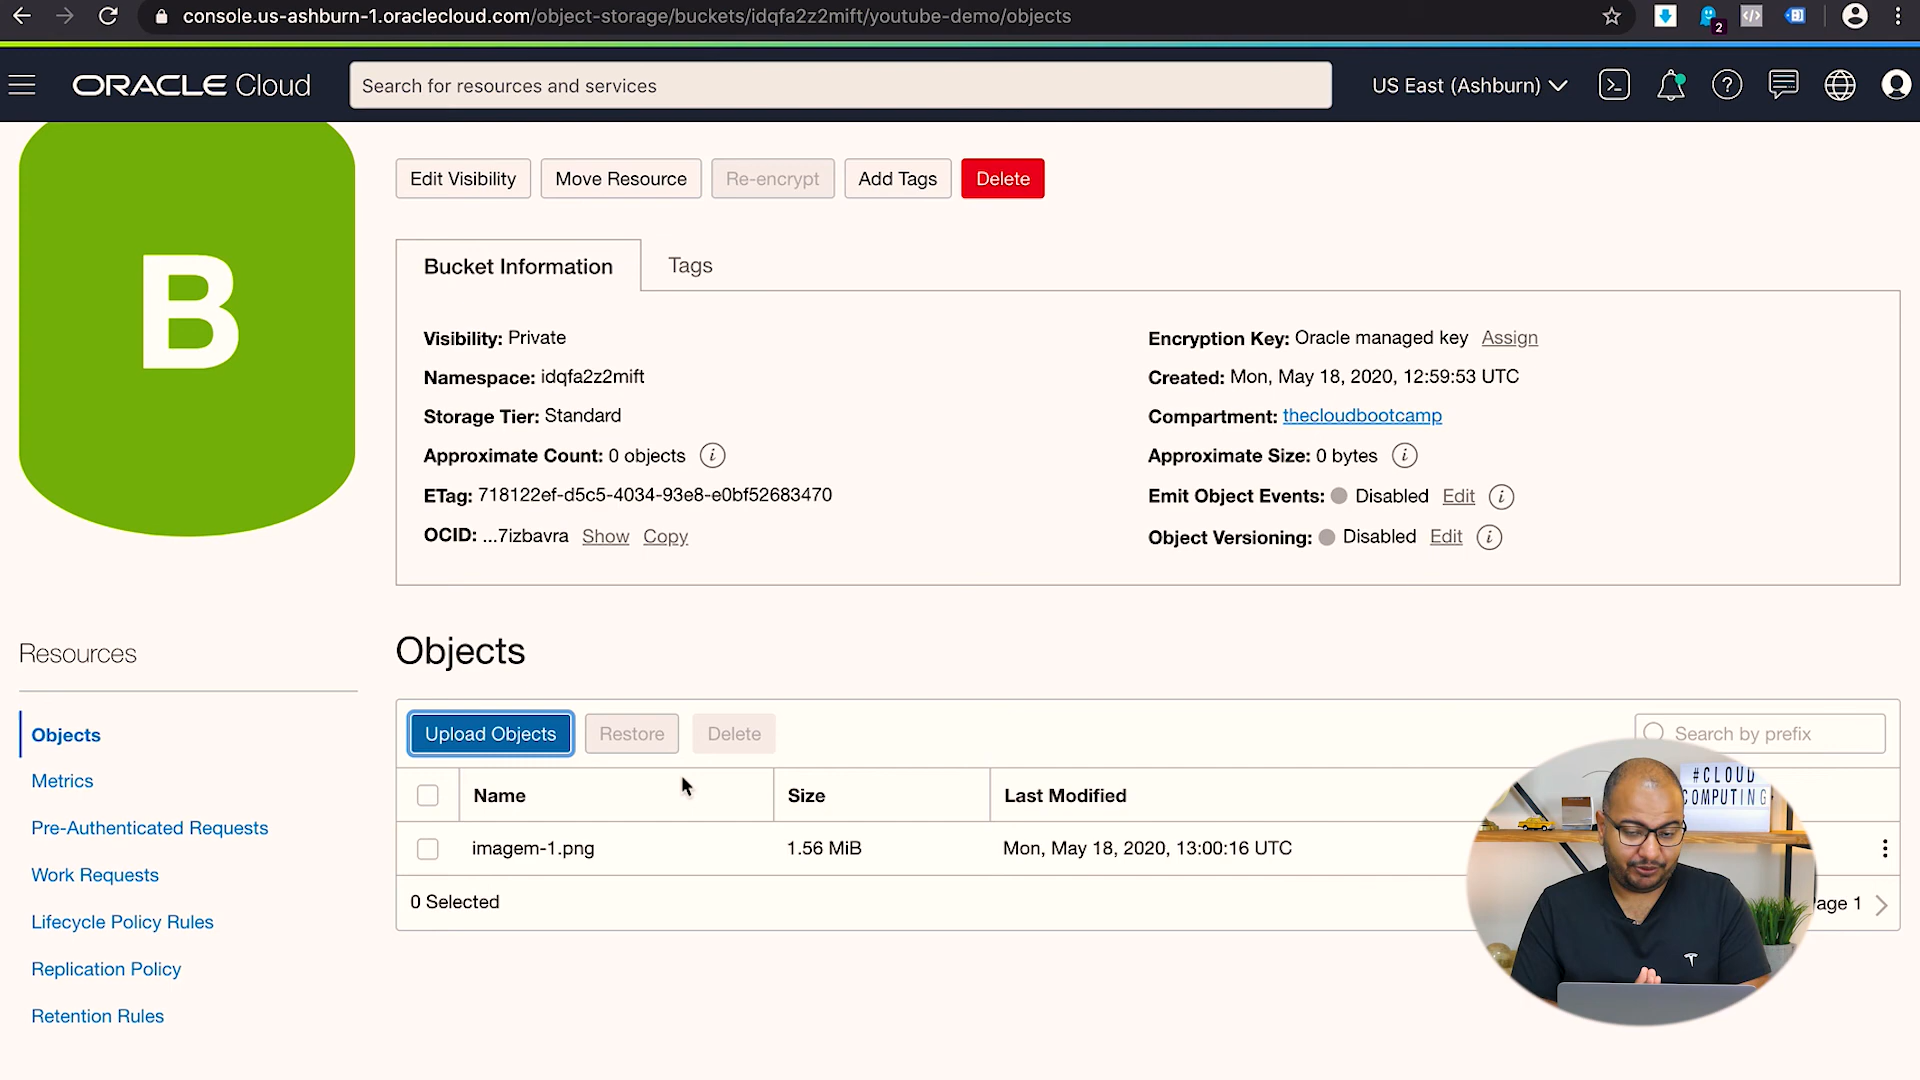 console.us-ashburn-1.oraclecloud.com/object-storage/buckets/idqfa2z2mift/youtube-demo/objects
2
ORACLE Cloud
Search for resources and services
US East (Ashburn)
B
Edit Visibility
Move Resource
Re-encrypt
Add Tags
Delete
Bucket Information
Tags
Visibility: Private
Namespace: idqfa2z2mift
Storage Tier: Standard
Approximate Count: 0 objects
ETag: 718122ef-d5c5-4034-93e8-e0bf52683470
OCID: ...7izbavra Show Copy
Encryption Key: Oracle managed key Assign
Created: Mon, May 18, 2020, 12:59:53 UTC
Compartment: thecloudbootcamp
Approximate Size: 0 bytes
Emit Object Events: Disabled Edit
Object Versioning: Disabled Edit
Resources
Objects
Metrics
Pre-Authenticated Requests
Work Requests
Lifecycle Policy Rules
Replication Policy
Retention Rules
Objects
Upload Objects
Restore
Delete
Search by prefix
Name Size Last Modified
imagem-1.png 1.56 MiB Mon, May 18, 2020, 13:00:16 UTC
0 Selected
age 1
#CLOUD
COMPUTING